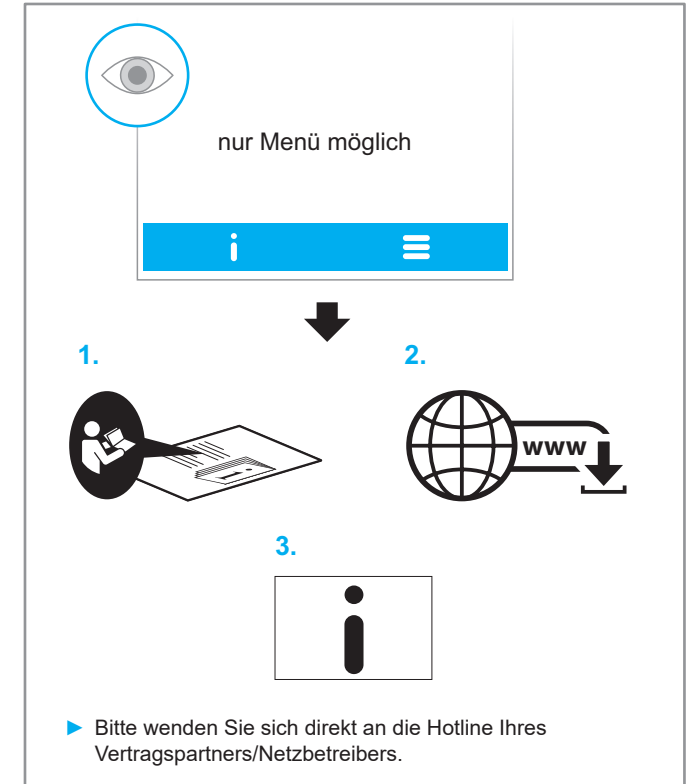 nur Menü möglich
1.
2.
www
3.
► Bitte wenden Sie sich direkt an die Hotline Ihres
Vertragspartners/Netzbetreibers.